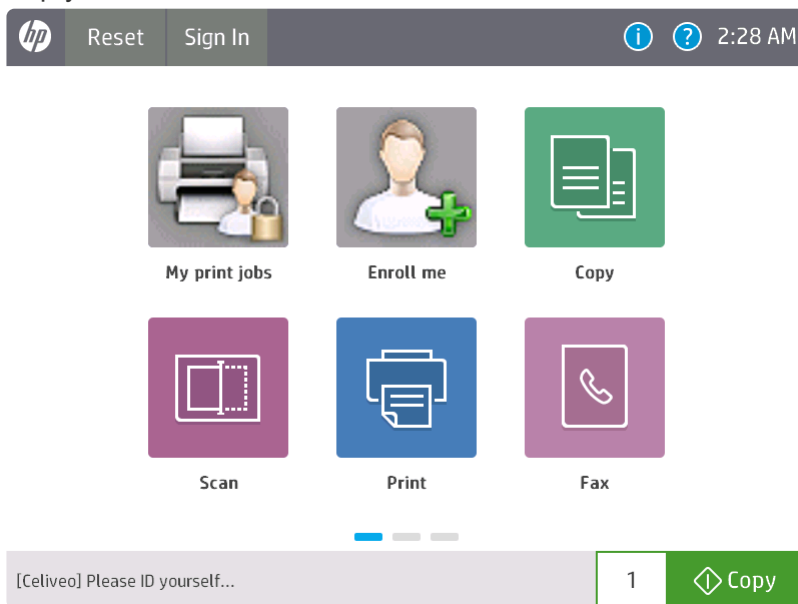 hp
Reset Sign In i ? 2:28 AM
My print jobs Enroll me Copy
Scan Print Fax
[Celiveo] Please ID yourself... 1 Copy